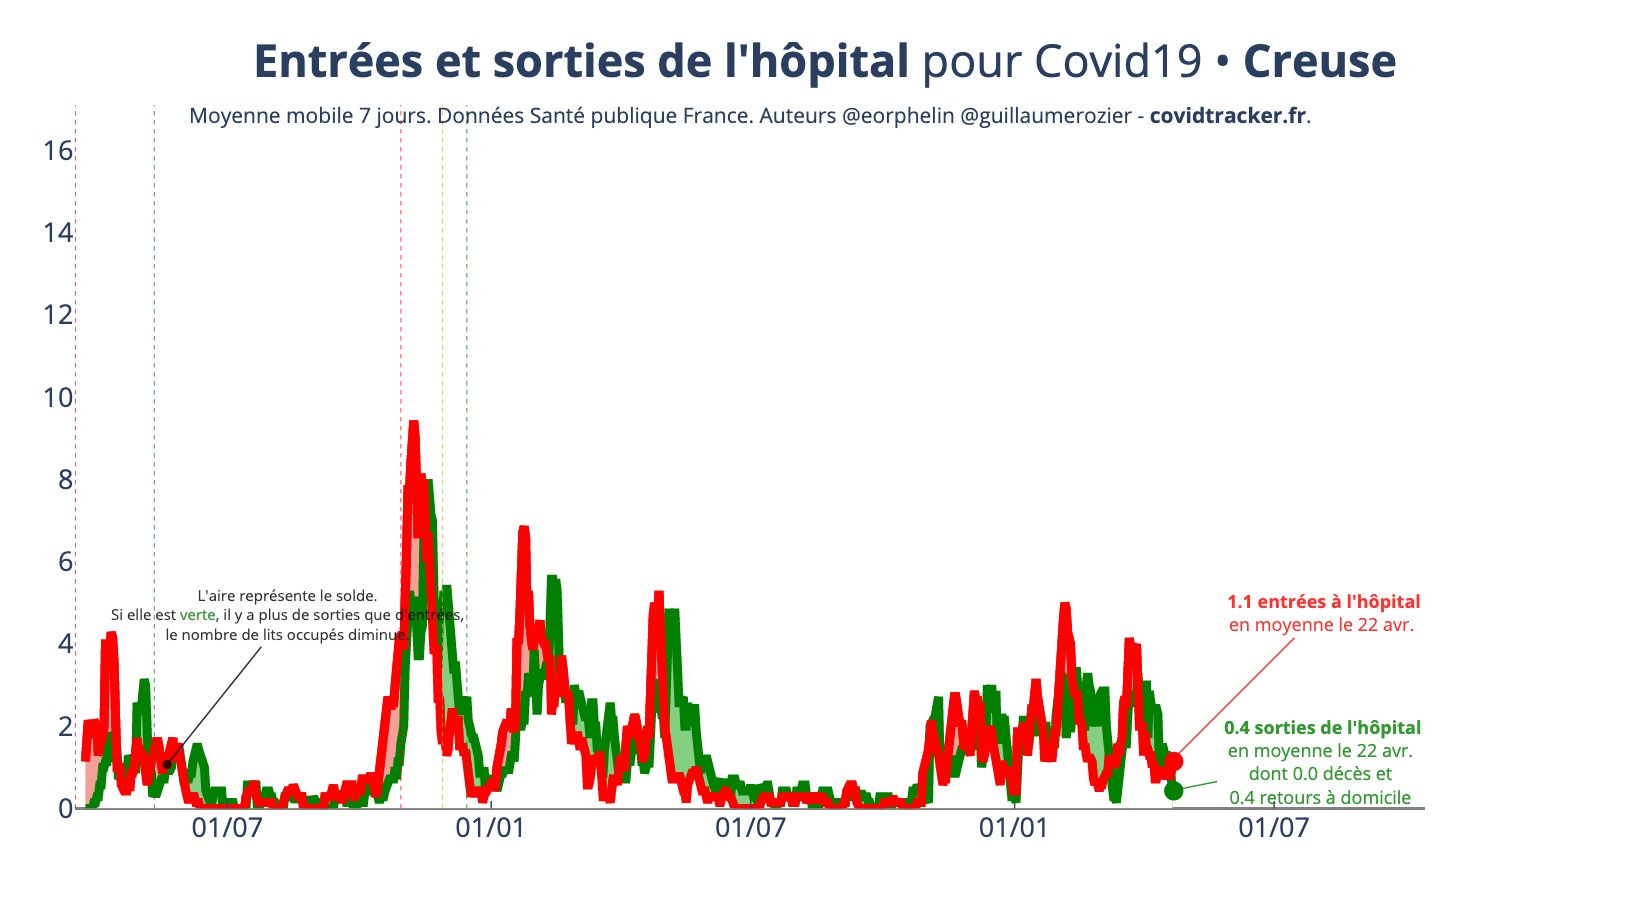 Entrées et sorties de l'hôpital pour Covid19 • Creuse
Moyenne mobile 7 jours. Données Santé publique France. Auteurs @eorphelin @guillaumerozier - covidtracker.fr.
16
14
12
10
8
6
4
2
0
L'aire représente le solde.
Si elle est verte, il y a plus de sorties que d'entrées,
le nombre de lits occupés diminue.
1.1 entrées à l'hôpital
en moyenne le 22 avr.
0.4 sorties de l'hôpital
en moyenne le 22 avr.
dont 0.0 décès et
0.4 retours à domicile
01/07
01/01
01/07
01/01
01/07